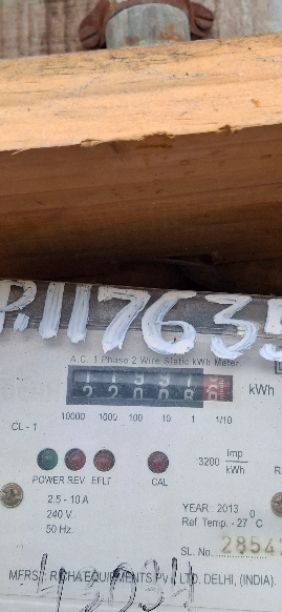 P.117635
A.C. 1 Phase 2 Wire Static kWh Meter
kWh
10000 1000 100 10 1 1/10
CL - 1
3200 Imp
kWh
POWER REV EFLT CAL
2.5 - 10 A
240 V.
50 Hz.
YEAR 2013
Ref Temp. - 27°C
SL. No. 2854
MFRS. RICHA EQUIPMENTS PVT. LTD. DELHI, (INDIA).